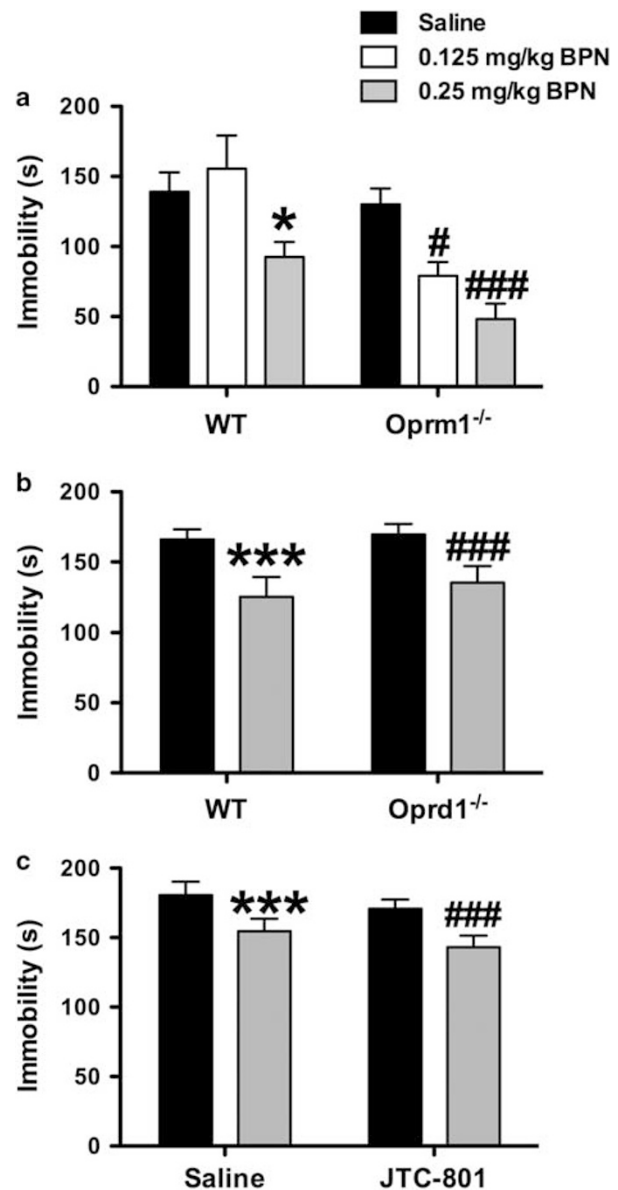 Saline
0.125 mg/kg BPN
0.25 mg/kg BPN
a
Immobility (s)
200
150
100
50
0
*
#
###
WT
Oprm1-/-
b
Immobility (s)
200
150
100
50
0
***
###
WT
Oprd1-/-
c
Immobility (s)
200
150
100
50
0
***
###
Saline
JTC-801